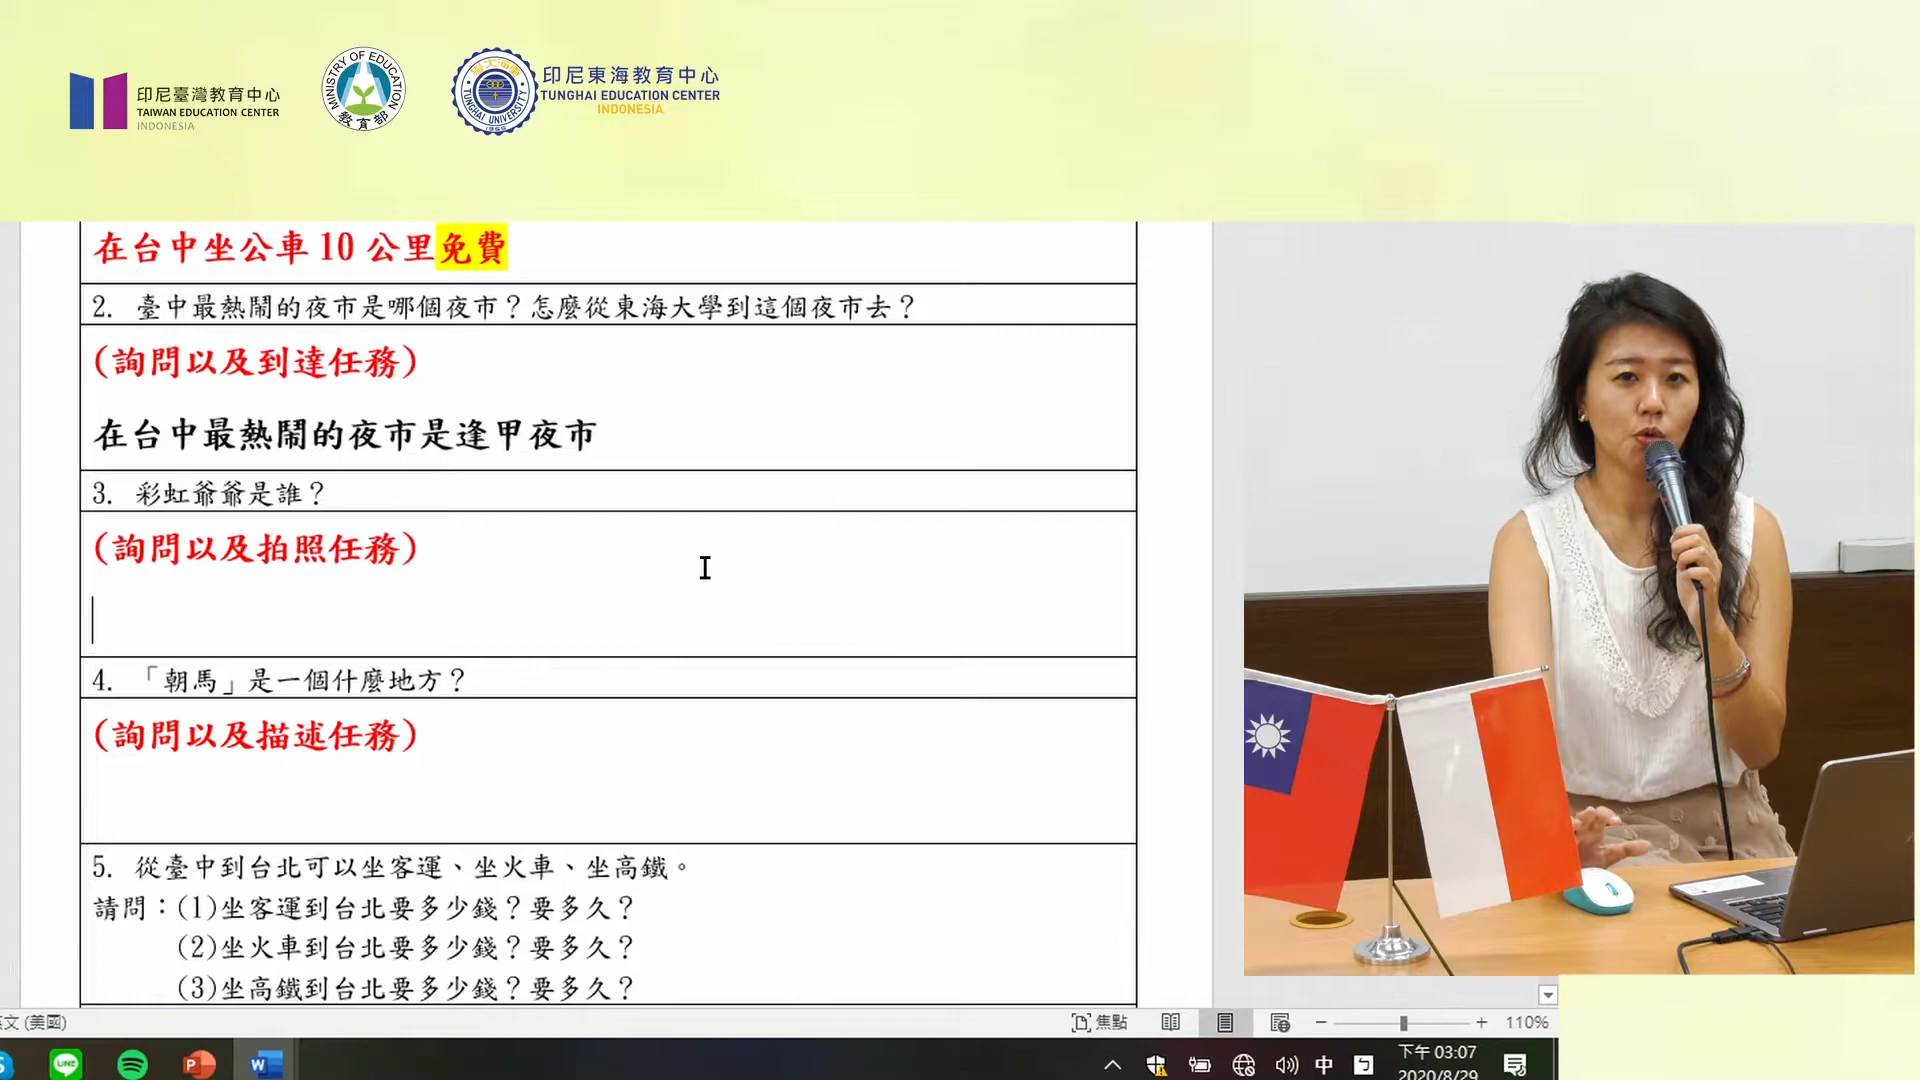 印尼臺灣教育中心
TAIWAN EDUCATION CENTER
INDONESIA
MINISTRY OF EDUCATION
教育部
TUNGHAI UNIVERSITY
1955
印尼東海教育中心
TUNGHAI EDUCATION CENTER
INDONESIA
在台中坐公車 10 公里免費
2. 臺中最熱鬧的夜市是哪個夜市？怎麼從東海大學到這個夜市去？
(詢問以及到達任務)
在台中最熱鬧的夜市是逢甲夜市
3. 彩虹爺爺是誰？
(詢問以及拍照任務)
4. 「朝馬」是一個什麼地方？
(詢問以及描述任務)
5. 從臺中到台北可以坐客運、坐火車、坐高鐵。
請問：(1)坐客運到台北要多少錢？要多久？
(2)坐火車到台北要多少錢？要多久？
(3)坐高鐵到台北要多少錢？要多久？
文 (美國)
焦點
110%
LINE
P
W
中
ㄅ
下午 03:07
2020/8/29